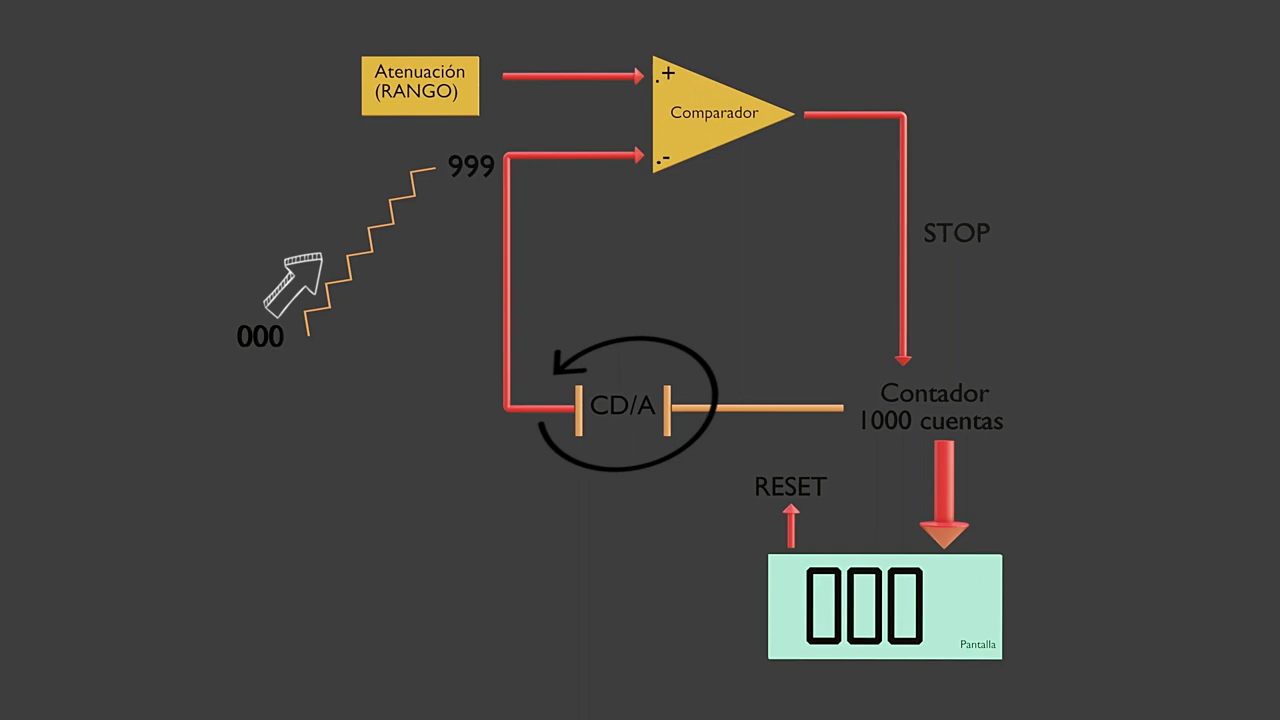 Atenuación
(RANGO)
+
Comparador
-
999
STOP
000
CD/A
Contador
1000 cuentas
RESET
000
Pantalla